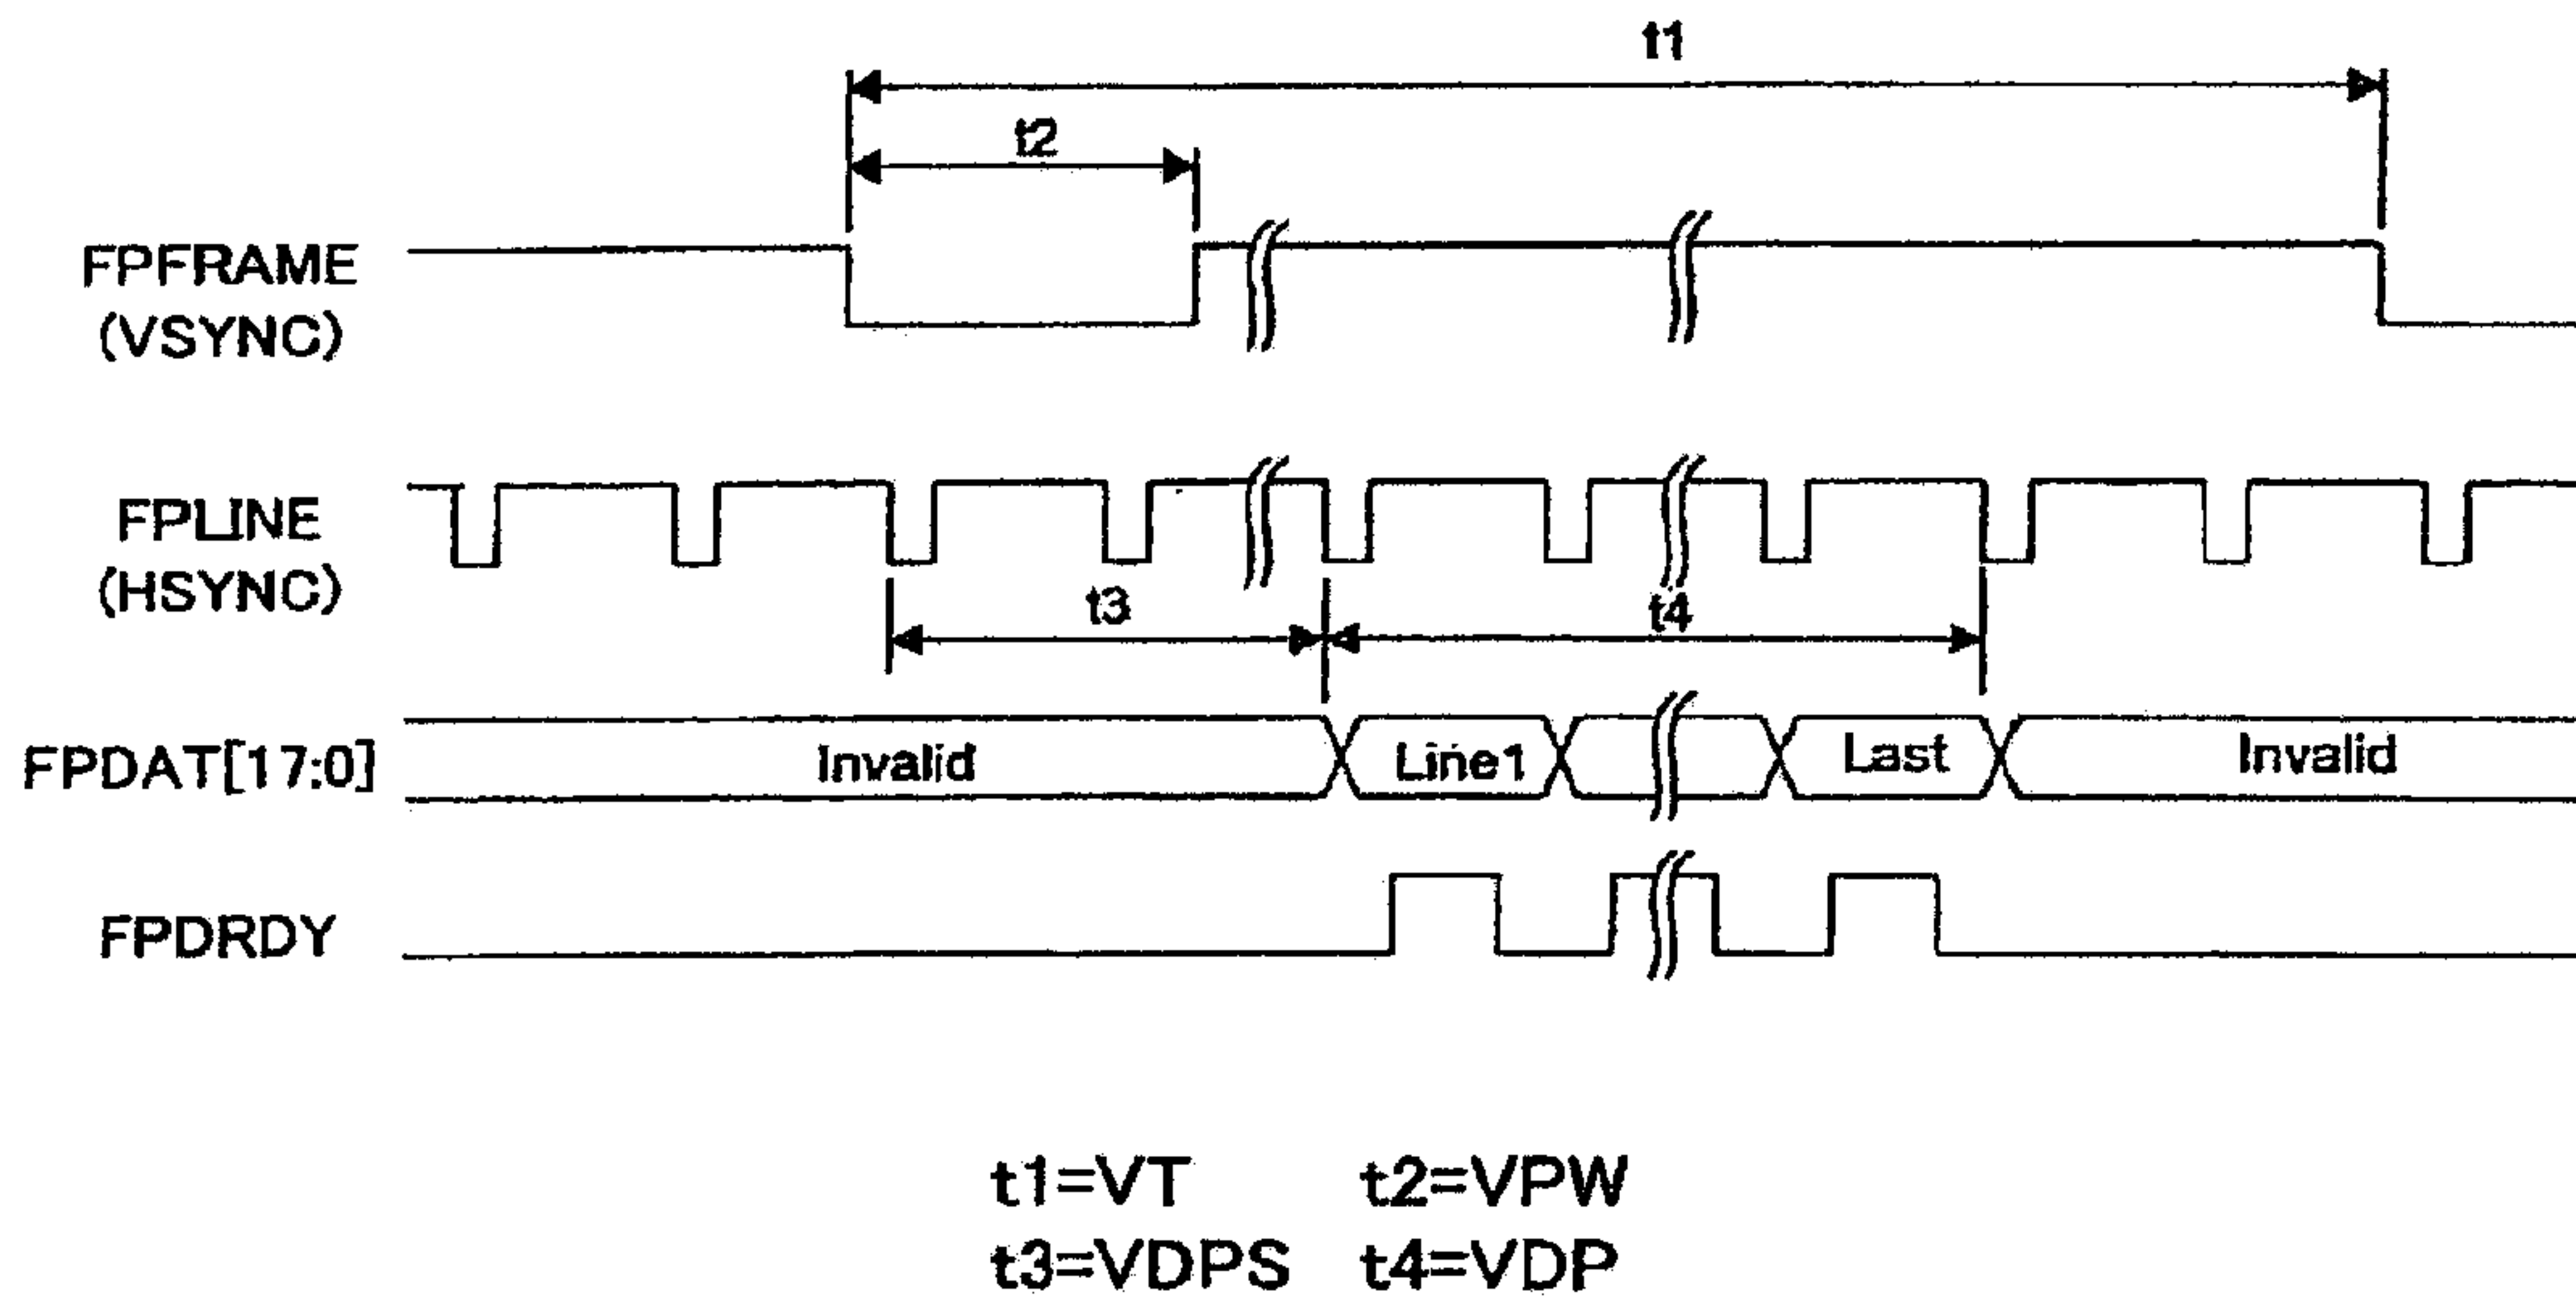 t1
t2
FPFRAME
(VSYNC)
FPLINE
(HSYNC)
t3
t4
FPDAT[17:0]
Invalid
Line1
Last
Invalid
FPDRDY
t1=VT t2=VPW
t3=VDPS t4=VDP